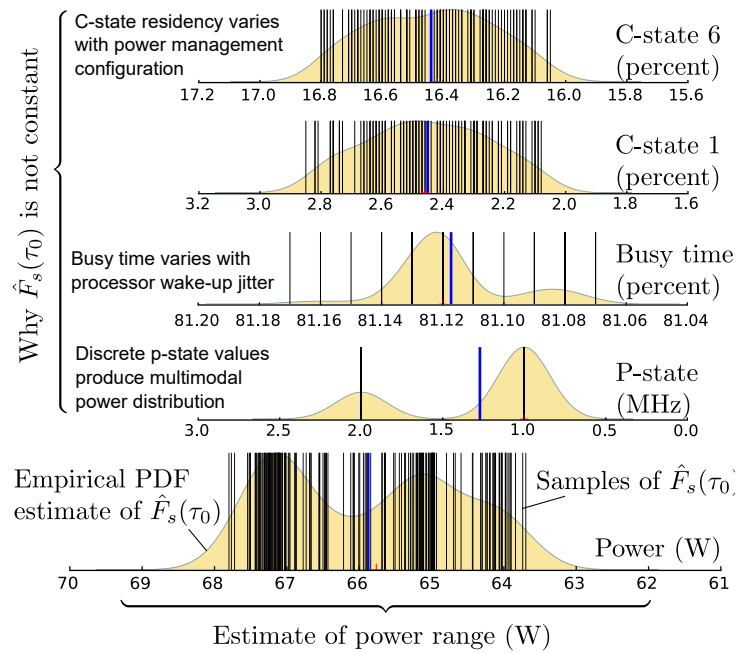 Why F̂ₛ(τ₀) is not constant
C-state residency varies
with power management
configuration
C-state 6
(percent)
17.2 17.0 16.8 16.6 16.4 16.2 16.0 15.8 15.6
C-state 1
(percent)
3.2 3.0 2.8 2.6 2.4 2.2 2.0 1.8 1.6
Busy time varies with
processor wake-up jitter
Busy time
(percent)
81.20 81.18 81.16 81.14 81.12 81.10 81.08 81.06 81.04
Discrete p-state values
produce multimodal
power distribution
P-state
(MHz)
3.0 2.5 2.0 1.5 1.0 0.5 0.0
Empirical PDF
estimate of F̂ₛ(τ₀)
Samples of F̂ₛ(τ₀)
Power (W)
70 69 68 67 66 65 64 63 62 61
Estimate of power range (W)